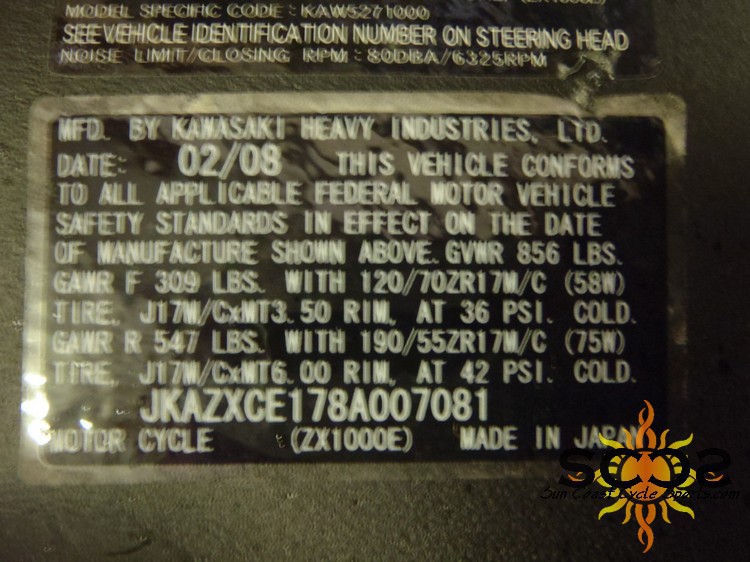 MODEL SPECIFIC CODE : KAW5271000
SEE VEHICLE IDENTIFICATION NUMBER ON STEERING HEAD
NOISE LIMIT/CLOSING RPM : 80DBA/6325RPM
MFD. BY KAWASAKI HEAVY INDUSTRIES, LTD.
DATE: 02/08 THIS VEHICLE CONFORMS
TO ALL APPLICABLE FEDERAL MOTOR VEHICLE
SAFETY STANDARDS IN EFFECT ON THE DATE
OF MANUFACTURE SHOWN ABOVE. GVWR 856 LBS.
GAWR F 309 LBS. WITH 120/70ZR17M/C (58W)
TIRE, J17M/CxMT3.50 RIM, AT 36 PSI. COLD.
GAWR R 547 LBS. WITH 190/55ZR17M/C (75W)
TIRE, J17M/CxMT6.00 RIM, AT 42 PSI. COLD.
JKAZXCE178A007081
MOTOR CYCLE (ZX1000E) MADE IN JAPAN
Sun Coast Cycle Sports.com